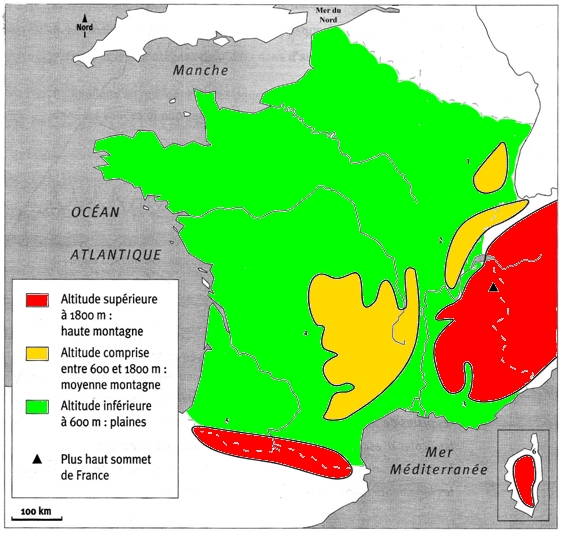 Mer du
Nord
Nord
Manche
OCÉAN
ATLANTIQUE
Altitude supérieure
à 1800 m :
haute montagne
Altitude comprise
entre 600 et 1800 m :
moyenne montagne
Altitude inférieure
à 600 m : plaines
Plus haut sommet
de France
Mer
Méditerranée
6
100 km